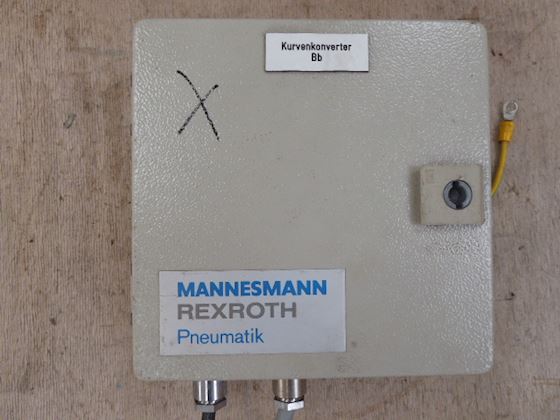 Kurvenkonverter
Bb
X
MANNESMANN
REXROTH
Pneumatik